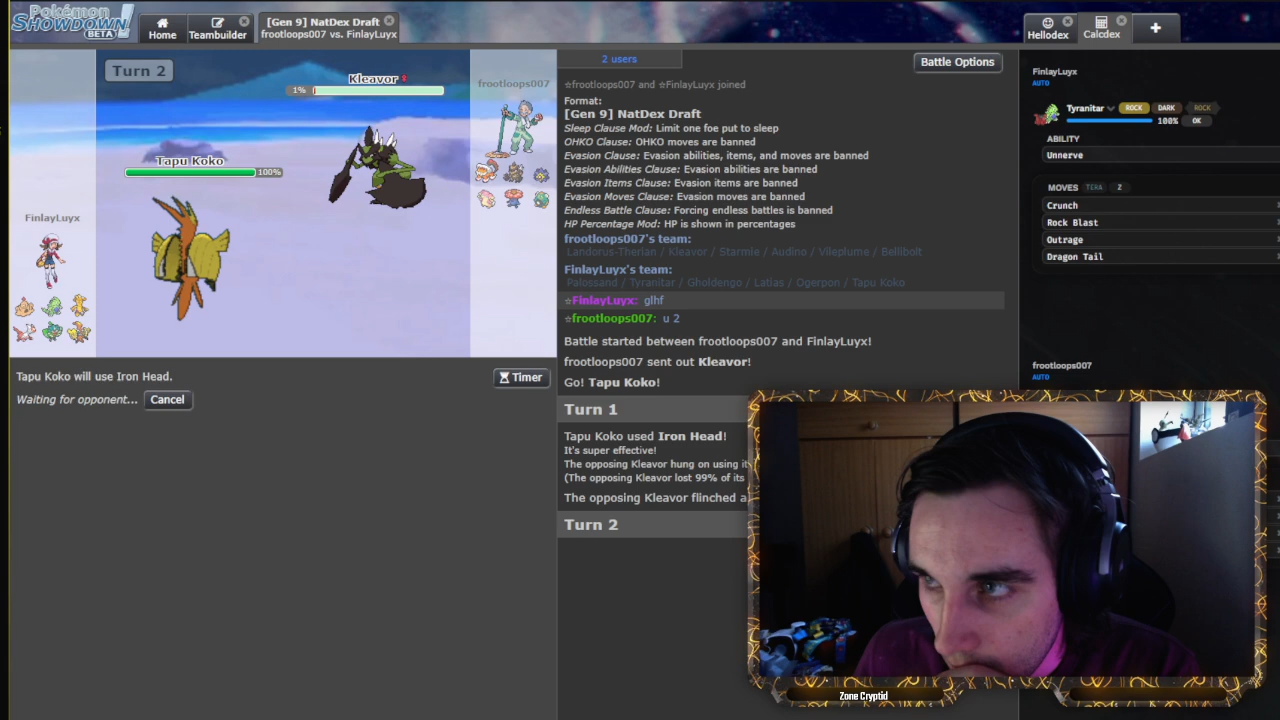 Pokémon
SHOWDOWN!
BETA
Home
Teambuilder
[Gen 9] NatDex Draft
frootloops007 vs. FinlayLuyx
Hellodex
Calcdex
Turn 2
Kleavor
1%
Tapu Koko
100%
FinlayLuyx
frootloops007
Tapu Koko will use Iron Head.
Timer
Waiting for opponent...
Cancel
2 users
Battle Options
☆frootloops007 and ☆FinlayLuyx joined
Format:
[Gen 9] NatDex Draft
Sleep Clause Mod: Limit one foe put to sleep
OHKO Clause: OHKO moves are banned
Evasion Clause: Evasion abilities, items, and moves are banned
Evasion Abilities Clause: Evasion abilities are banned
Evasion Items Clause: Evasion items are banned
Evasion Moves Clause: Evasion moves are banned
Endless Battle Clause: Forcing endless battles is banned
HP Percentage Mod: HP is shown in percentages
frootloops007's team:
Landorus-Therian / Kleavor / Starmie / Audino / Vileplume / Bellibolt
FinlayLuyx's team:
Palossand / Tyranitar / Gholdengo / Latias / Ogerpon / Tapu Koko
☆FinlayLuyx: glhf
☆frootloops007: u 2
Battle started between frootloops007 and FinlayLuyx!
frootloops007 sent out Kleavor!
Go! Tapu Koko!
Turn 1
Tapu Koko used Iron Head!
It's super effective!
The opposing Kleavor hung on using it
(The opposing Kleavor lost 99% of its
The opposing Kleavor flinched a
Turn 2
FinlayLuyx
AUTO
Tyranitar
ROCK
DARK
ROCK
100%
OK
ABILITY
Unnerve
MOVES TERA Z
Crunch
Rock Blast
Outrage
Dragon Tail
frootloops007
AUTO
Zone Cryptid